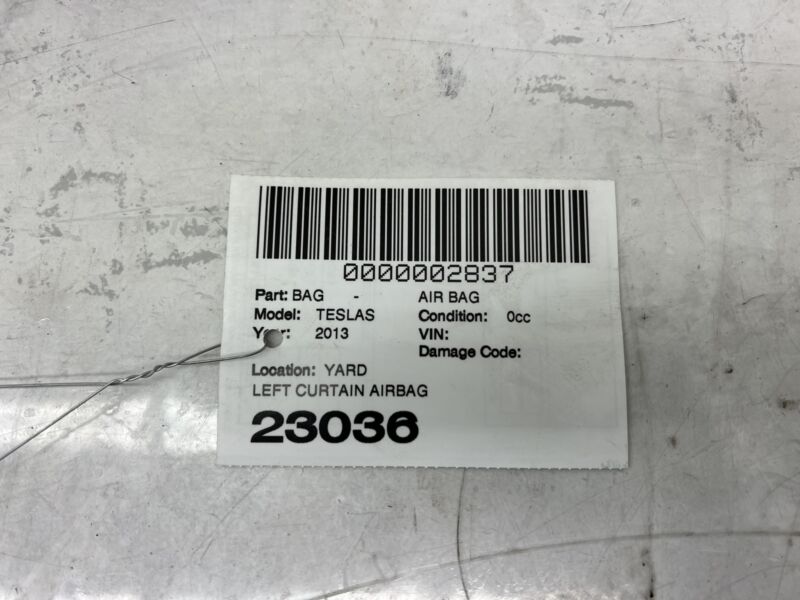 0000002837
Part: BAG - AIR BAG
Model: TESLAS Condition: 0cc
Year: 2013 VIN:
Damage Code:
Location: YARD
LEFT CURTAIN AIRBAG
23036